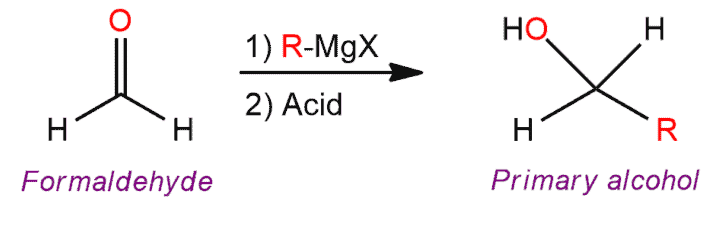 O
H H
Formaldehyde
1) R-MgX
2) Acid
HO H
H R
Primary alcohol